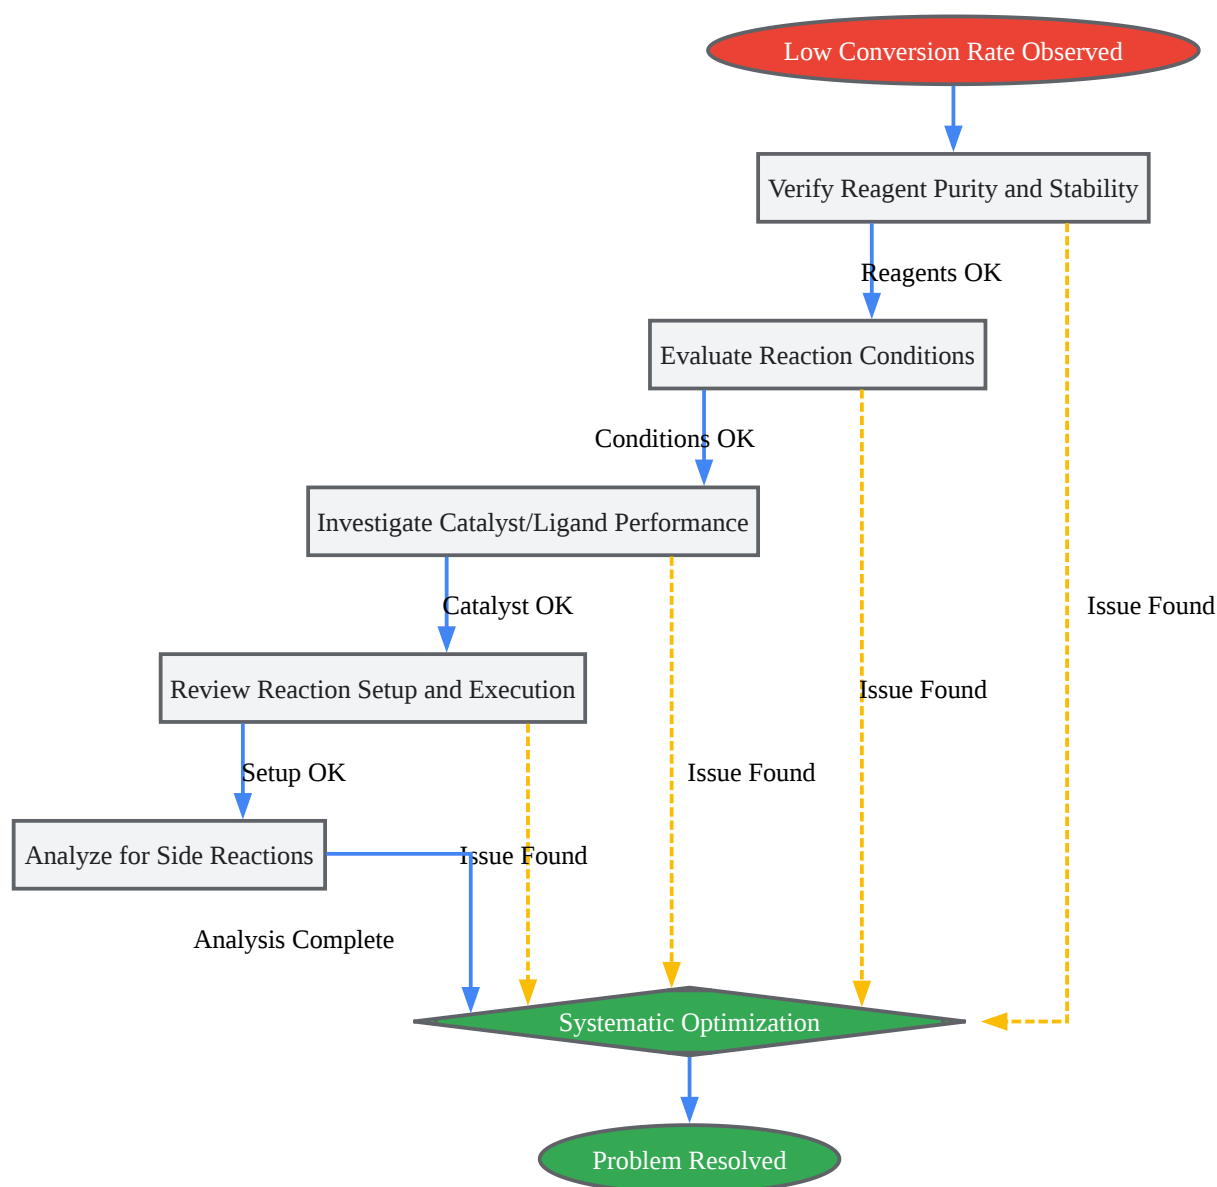 Low Conversion Rate Observed
Verify Reagent Purity and Stability
Reagents OK
Evaluate Reaction Conditions
Conditions OK
Investigate Catalyst/Ligand Performance
Catalyst OK
Issue Found
Review Reaction Setup and Execution
Issue Found
Setup OK
Issue Found
Analyze for Side Reactions
Issue Found
Analysis Complete
Systematic Optimization
Problem Resolved